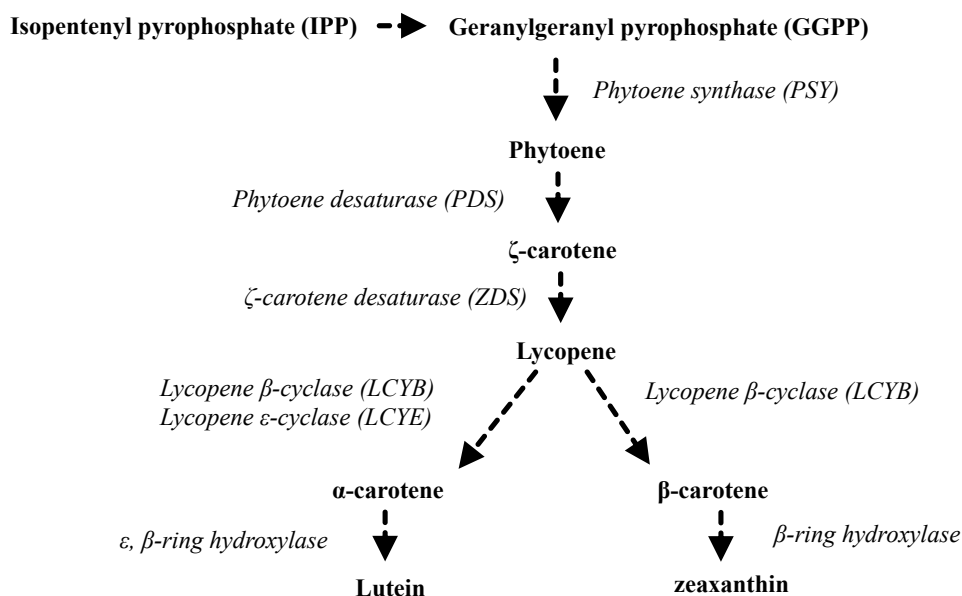 Isopentenyl pyrophosphate (IPP) Geranylgeranyl pyrophosphate (GGPP)
Phytoene synthase (PSY)
Phytoene
Phytoene desaturase (PDS)
ζ-carotene
ζ-carotene desaturase (ZDS)
Lycopene
Lycopene β-cyclase (LCYB)
Lycopene ε-cyclase (LCYE)
Lycopene β-cyclase (LCYB)
α-carotene β-carotene
ε, β-ring hydroxylase β-ring hydroxylase
Lutein zeaxanthin